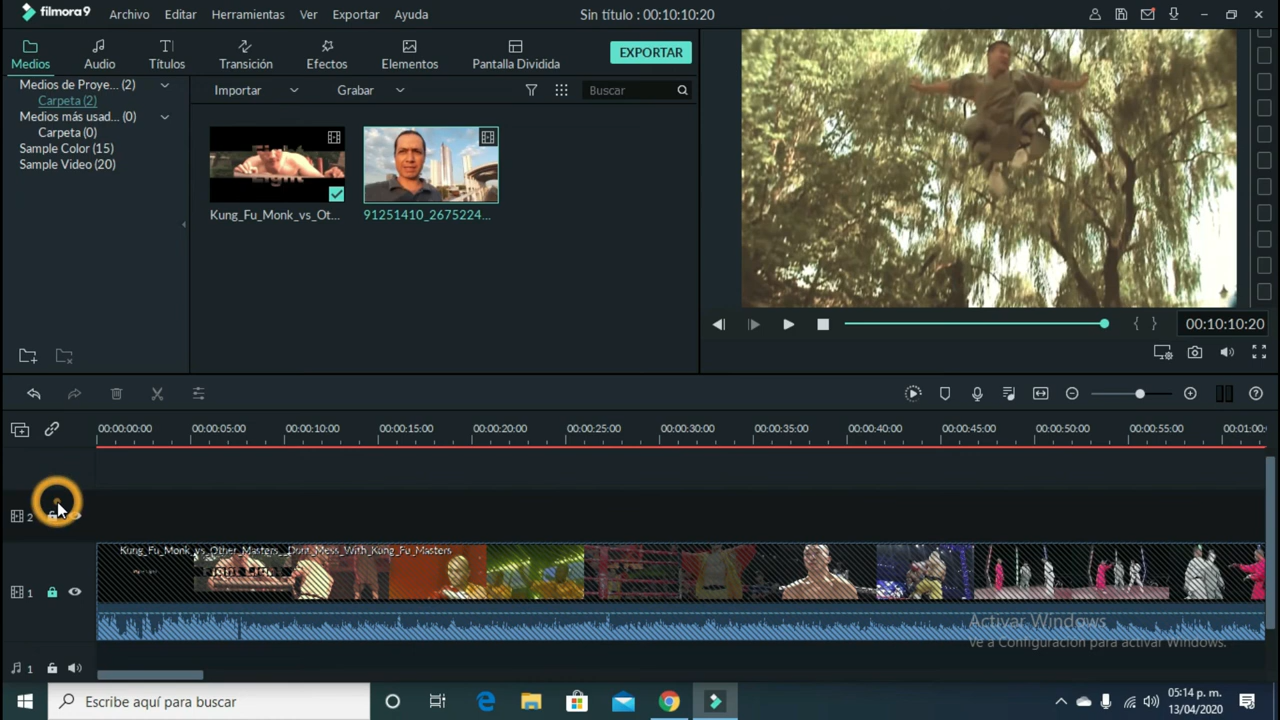 filmora9 Archivo Editar Herramientas Ver Exportar Ayuda Sin título : 00:10:10:20
Medios Audio Títulos Transición Efectos Elementos Pantalla Dividida EXPORTAR
Medios de Proye... (2)
Carpeta (2)
Medios más usad... (0)
Carpeta (0)
Sample Color (15)
Sample Video (20)
Importar Grabar Buscar
Kung_Fu_Monk_vs_Ot... 91251410_2675224...
00:10:10:20
00:00:00:00 00:00:05:00 00:00:10:00 00:00:15:00 00:00:20:00 00:00:25:00 00:00:30:00 00:00:35:00 00:00:40:00 00:00:45:00 00:00:50:00 00:00:55:00 00:01:00:
2
Kung_Fu_Monk_vs_Other_Masters__Dont_Mess_With_Kung_Fu_Masters
1
Activar Windows
Ve a Configuración para activar Windows.
1
Escribe aquí para buscar
05:14 p. m.
13/04/2020